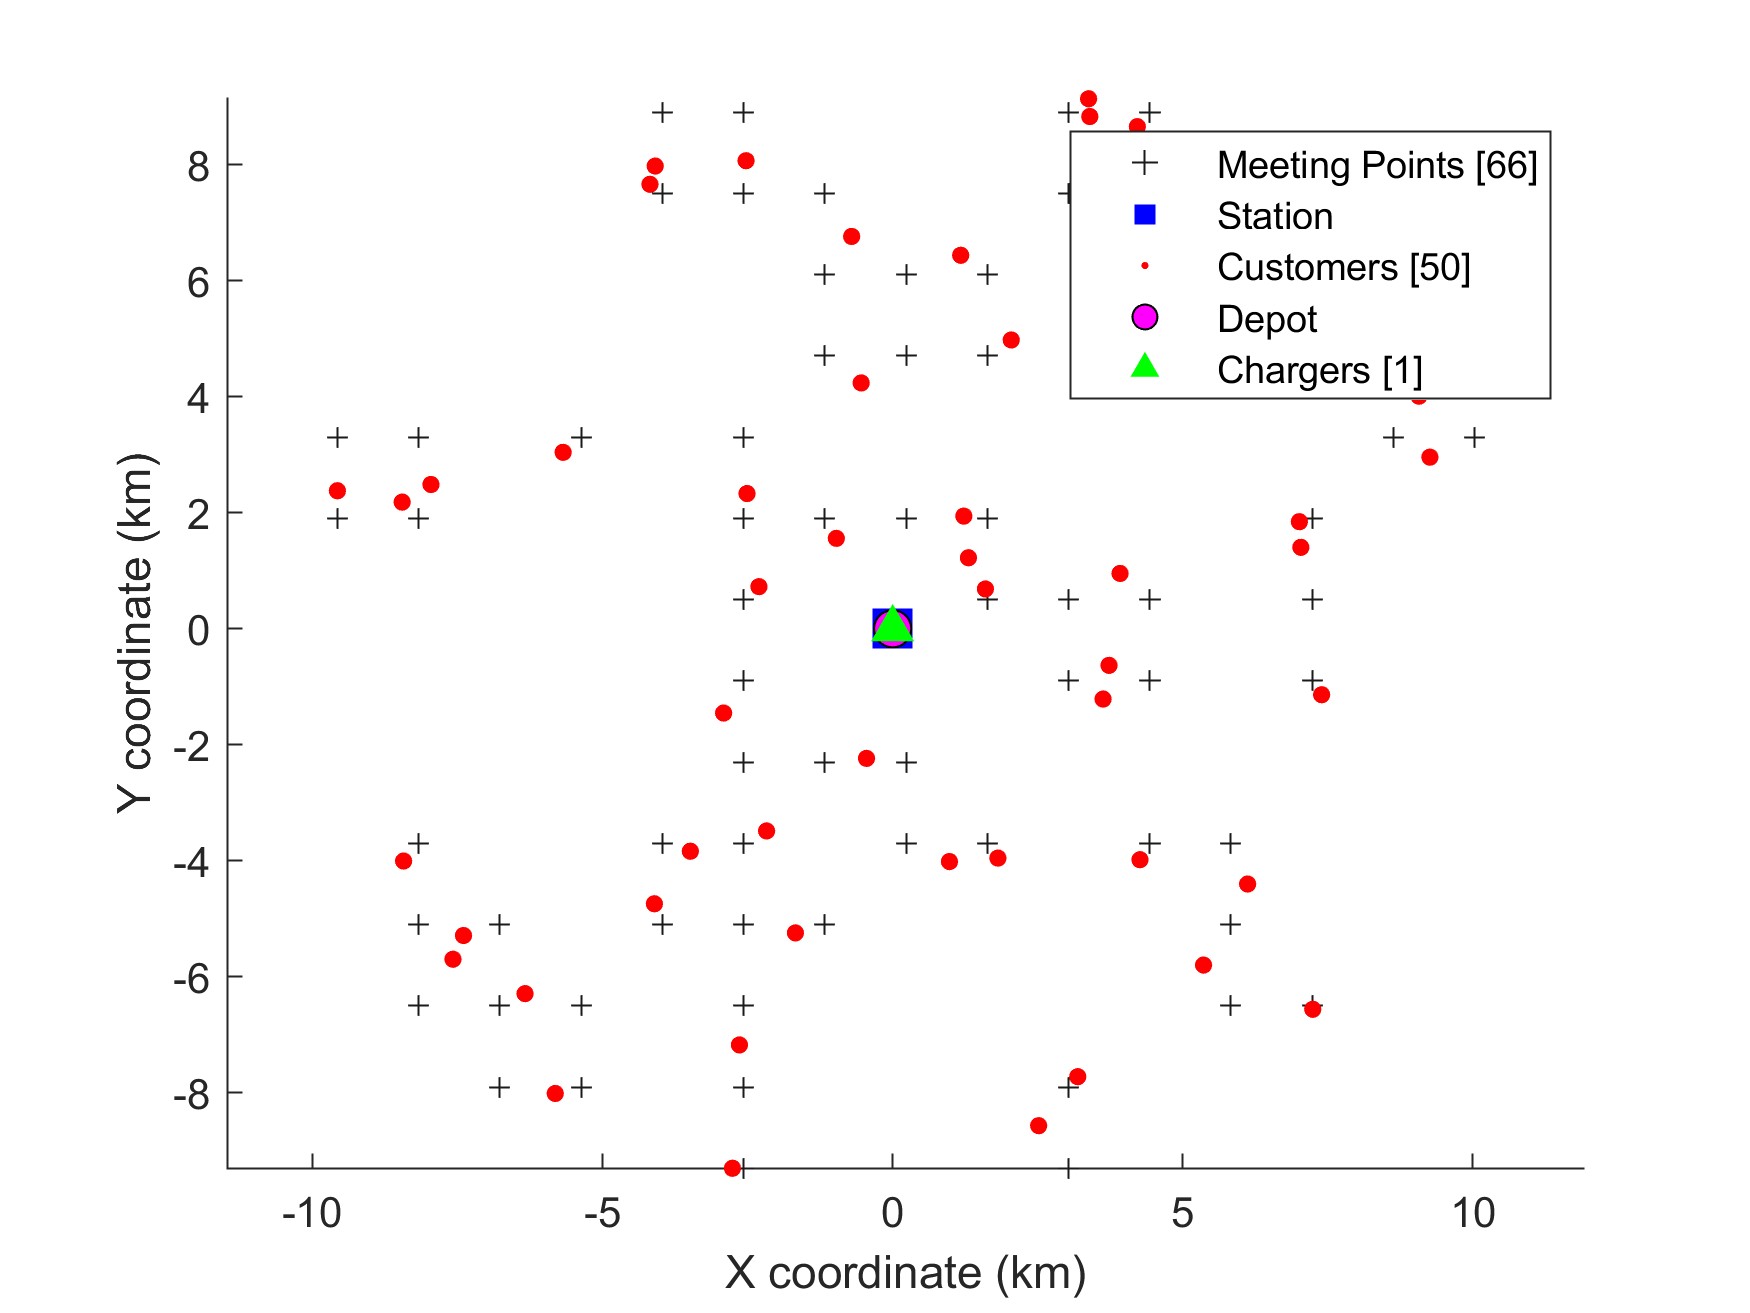 Meeting Points [66]
Station
Customers [50]
Depot
Chargers [1]
8
6
4
2
0
-2
-4
-6
-8
Y coordinate (km)
-10 -5 0 5 10
X coordinate (km)